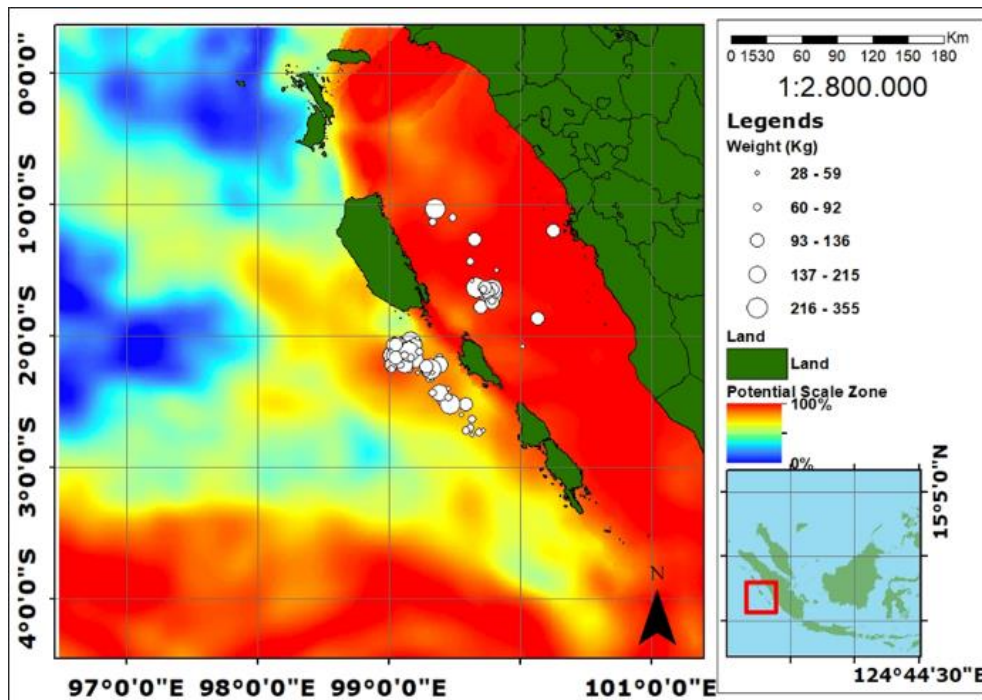 0°0'0"
1°0'0"S
2°0'0"S
3°0'0"S
4°0'0"S
97°0'0"E 98°0'0"E 99°0'0"E 101°0'0"E
N
0 1530 60 90 120 150 180 Km
1:2.800.000
Legends
Weight (Kg)
28 - 59
60 - 92
93 - 136
137 - 215
216 - 355
Land
Land
Potential Scale Zone
100%
0%
15°5'0"N
124°44'30"E